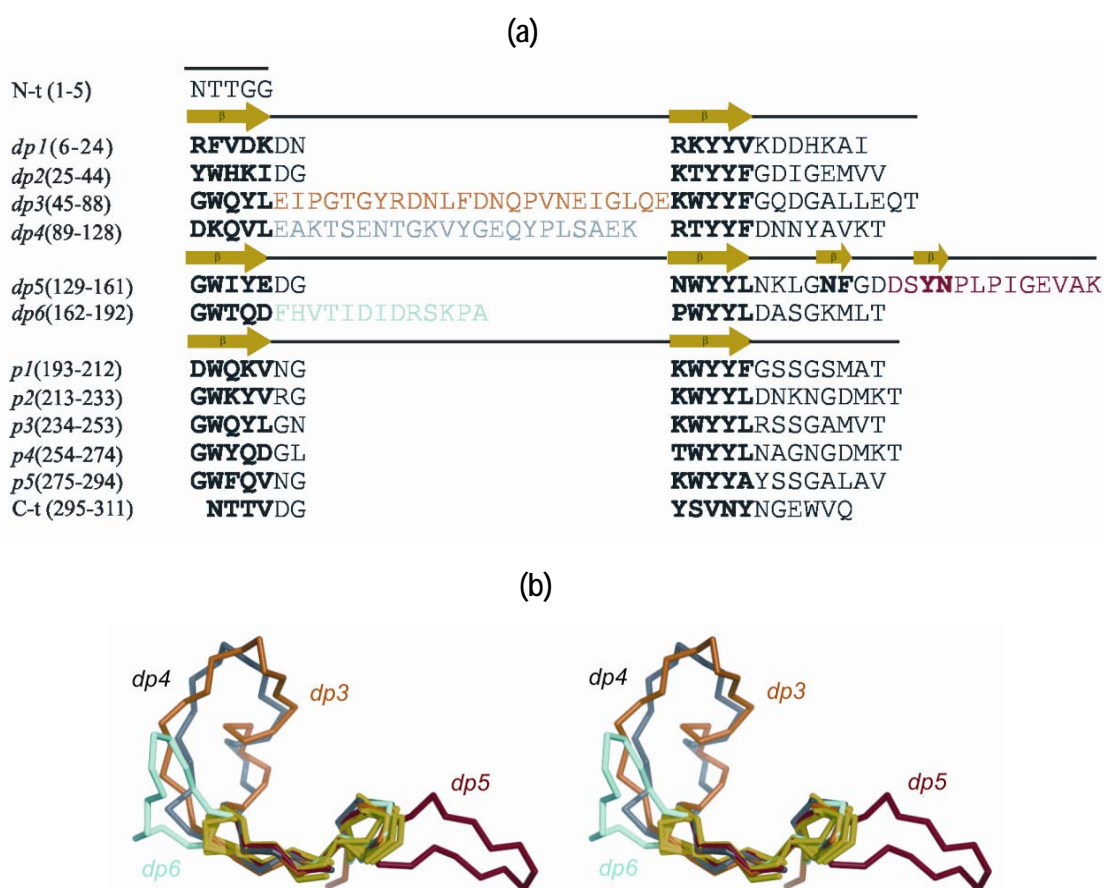 (a)
N-t (1-5) NTTGG
β β
dp1(6-24) RFVDKDN RKYYVKDDHKAI
dp2(25-44) YWHKIDG KTYYFGDIGEMVV
dp3(45-88) GWQYLEIPGTGYRDNLFDNQPVNEIGLQEKWYYFGQDGALLEQT
dp4(89-128) DKQVLEAKTSENTGKVYGEQYPLSAEK RTYYFDNNYAVKT
β β β β
dp5(129-161) GWIYEDG NWYYLNKLGNFGDDSYNPLPIGEVAK
dp6(162-192) GWTQDFHVTIDIDRSKPA PWYYLDASGKMLT
β β
p1(193-212) DWQKVNG KWYYFGSSGSMAT
p2(213-233) GWKYVRG KWYYLDNKNGDMKT
p3(234-253) GWQYLGN KWYYLRSSGAMVT
p4(254-274) GWYQDGL TWYYLNAGNGDMKT
p5(275-294) GWFQVNG KWYYAYSSGALAV
C-t (295-311) NTTVDG YSVNYNGEWVQ
(b)
dp4 dp3 dp4 dp3
dp5 dp5
dp6 dp6